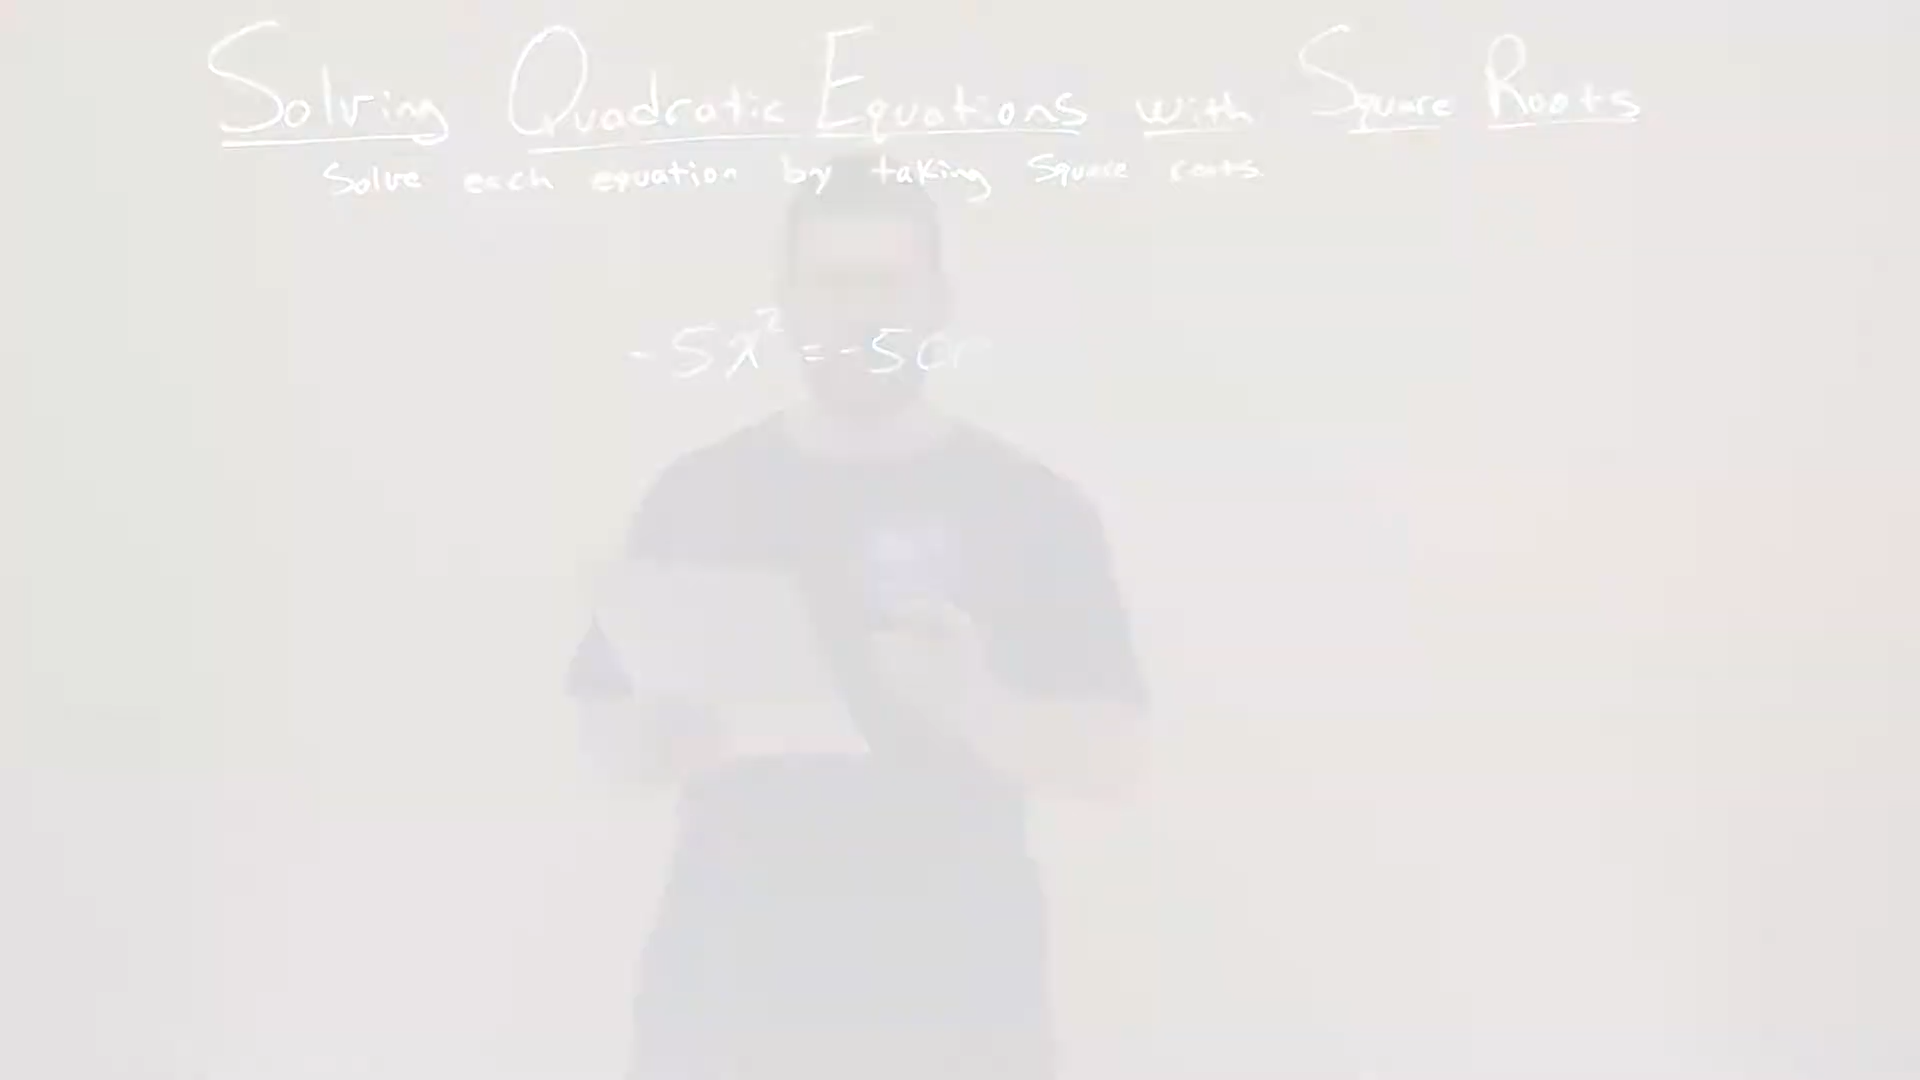 Solving Quadratic Equations with Square Roots
Solve each equation by taking square roots.
-5x² = -50